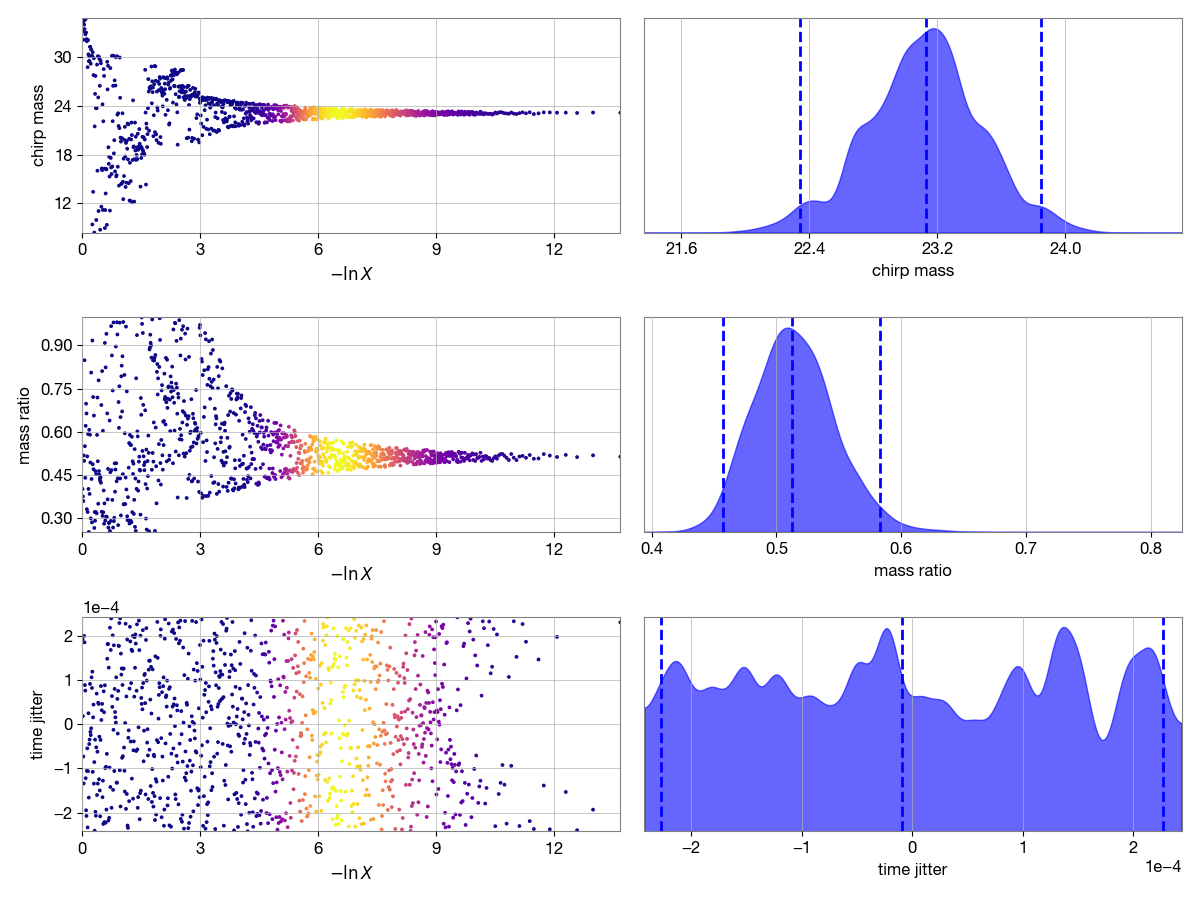 30
24
18
12
chirp mass
0 3 6 9 12
−ln X
21.6 22.4 23.2 24.0
chirp mass
0.90
0.75
0.60
0.45
0.30
mass ratio
0 3 6 9 12
−ln X
0.4 0.5 0.6 0.7 0.8
mass ratio
1e−4
2
1
0
−1
−2
time jitter
0 3 6 9 12
−ln X
−2 −1 0 1 2
1e−4
time jitter